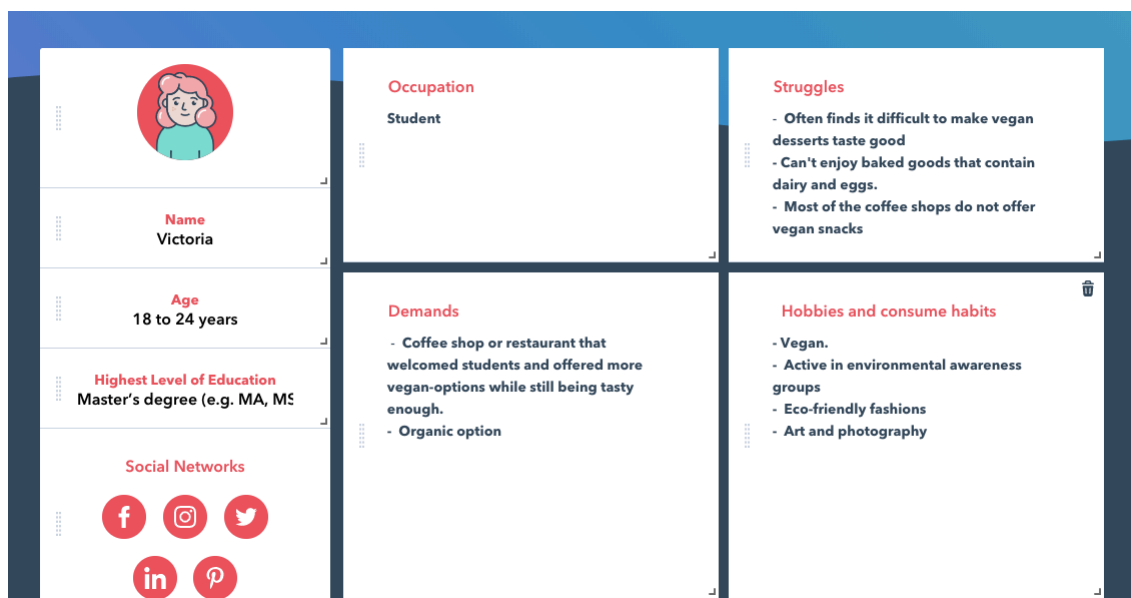 Name
Victoria
Age
18 to 24 years
Highest Level of Education
Master's degree (e.g. MA, MS
Social Networks
Occupation
Student
Struggles
- Often finds it difficult to make vegan
desserts taste good
- Can't enjoy baked goods that contain
dairy and eggs.
- Most of the coffee shops do not offer
vegan snacks
Demands
- Coffee shop or restaurant that
welcomed students and offered more
vegan-options while still being tasty
enough.
- Organic option
Hobbies and consume habits
- Vegan.
- Active in environmental awareness
groups
- Eco-friendly fashions
- Art and photography